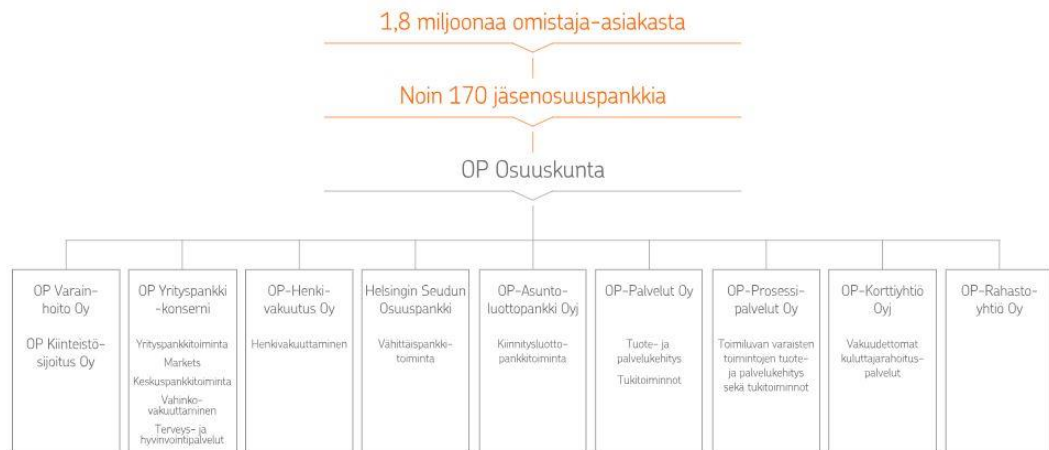 1,8 miljoonaa omistaja-asiakasta
Noin 170 jäsenosuuspankkia
OP Osuuskunta
OP Varain-
hoito Oy
OP Kiinteistö-
sijoitus Oy
OP Yrityspankki
-konserni
Yrityspankkitoiminta
Markets
Keskuspankkitoiminta
Vahinko-
vakuuttaminen
Terveys- ja
hyvinvointipalvelut
OP-Henki-
vakuutus Oy
Henkivakuuttaminen
Helsingin Seudun
Osuuspankki
Vähittäispankki-
toiminta
OP-Asunto-
luottopankki Oyj
Kiinnitysluotto-
pankkitoiminta
OP-Palvelut Oy
Tuote- ja
palvelukehitys
Tukitoiminnot
OP-Prosessi-
palvelut Oy
Toimiluvan varaisten
toimintojen tuote-
ja palvelukehitys
sekä tukitoiminnot
OP-Korttiyhtiö
Oyj
Vakuudettomat
kuluttajarahoitus-
palvelut
OP-Rahasto-
yhtiö Oy